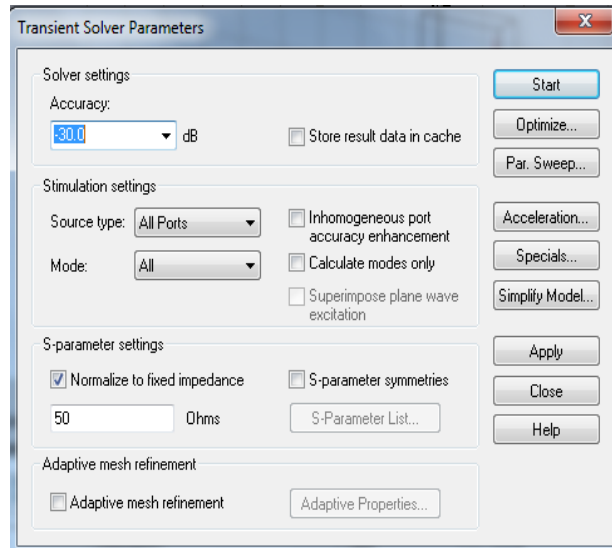 Transient Solver Parameters
Solver settings
Accuracy:
-30.0 dB
Store result data in cache
Stimulation settings
Source type: All Ports
Mode: All
Inhomogeneous port
accuracy enhancement
Calculate modes only
Superimpose plane wave
excitation
S-parameter settings
Normalize to fixed impedance
50 Ohms
S-parameter symmetries
S-Parameter List...
Adaptive mesh refinement
Adaptive mesh refinement
Adaptive Properties...
Start
Optimize...
Par. Sweep...
Acceleration...
Specials...
Simplify Model...
Apply
Close
Help